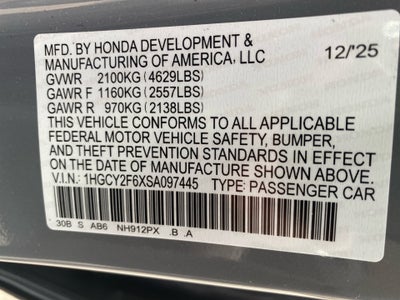 MFD. BY HONDA DEVELOPMENT &
MANUFACTURING OF AMERICA, LLC 12/'25
GVWR 2100KG (4629LBS)
GAWR F 1160KG (2557LBS)
GAWR R 970KG (2138LBS)
THIS VEHICLE CONFORMS TO ALL APPLICABLE
FEDERAL MOTOR VEHICLE SAFETY, BUMPER,
AND THEFT PREVENTION STANDARDS IN EFFECT
ON THE DATE OF MANUFACTURE SHOWN ABOVE.
V.I.N.: 1HGCY2F6XSA097445 TYPE: PASSENGER CAR
30B S AB6 NH912PX .B .A